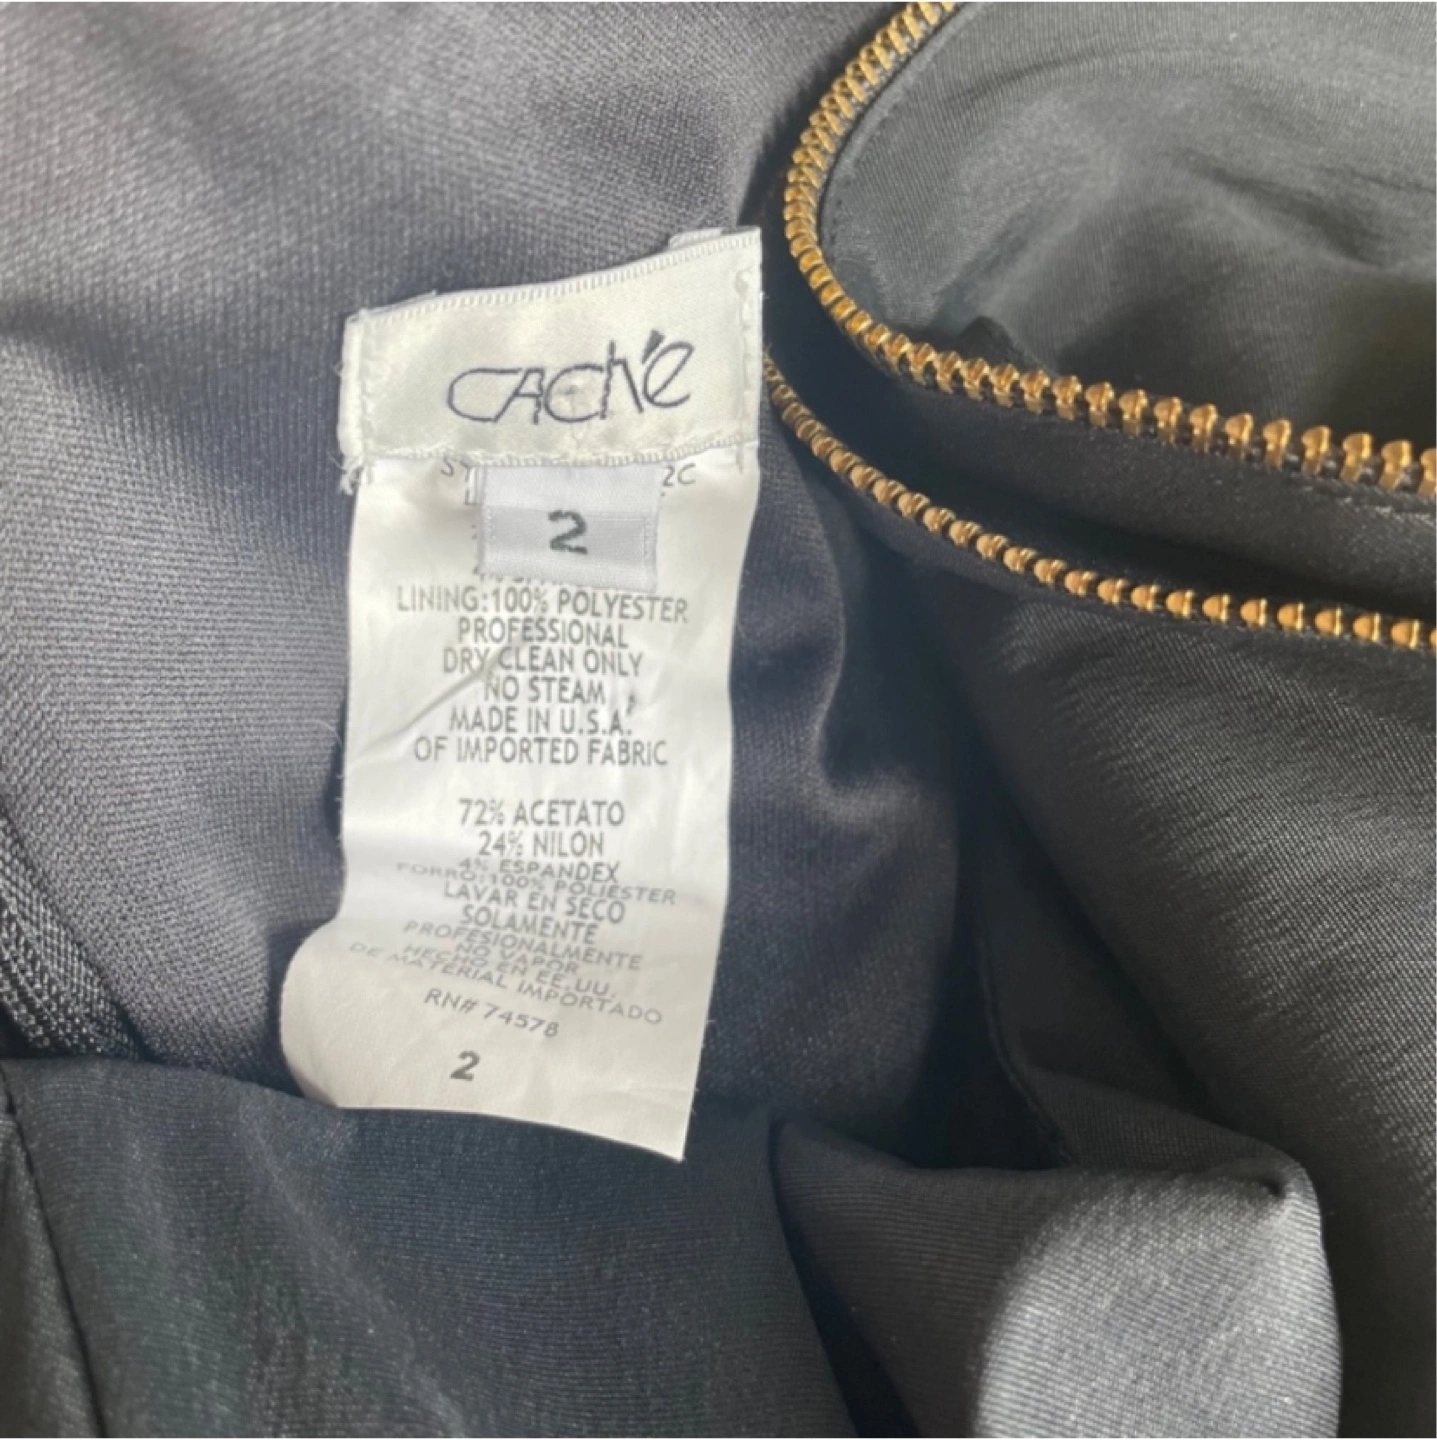 CAChé
2C
2
LINING:100% POLYESTER
PROFESSIONAL
DRY CLEAN ONLY
NO STEAM
MADE IN U.S.A.
OF IMPORTED FABRIC
72% ACETATO
24% NILON
4% ESPANDEX
FORRO:100% POLIESTER
LAVAR EN SECO
SOLAMENTE
PROFESIONALMENTE
NO VAPOR
HECHO EN EE.UU.
DE MATERIAL IMPORTADO
RN# 74578
2